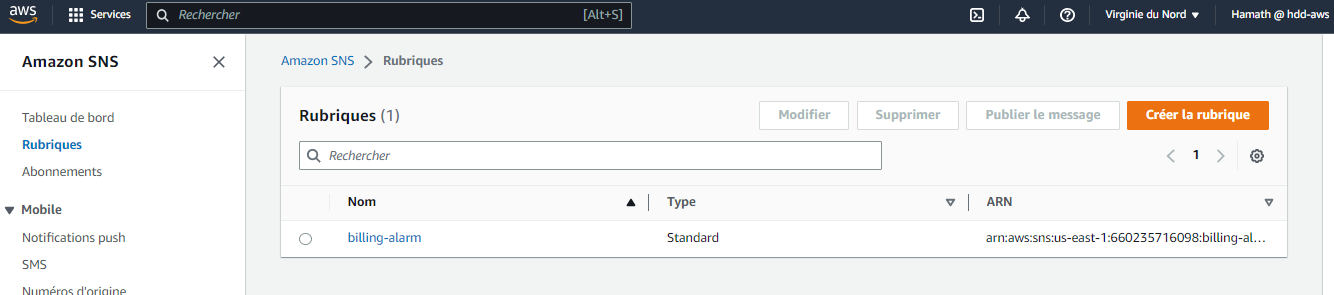 aws Services Rechercher [Alt+S] Virginie du Nord Hamath @ hdd-aws
Amazon SNS
Tableau de bord
Rubriques
Abonnements
Mobile
Notifications push
SMS
Numéros d'origine
Amazon SNS > Rubriques
Rubriques (1) Modifier Supprimer Publier le message Créer la rubrique
Rechercher 1
Nom Type ARN
billing-alarm Standard arn:aws:sns:us-east-1:660235716098:billing-al...